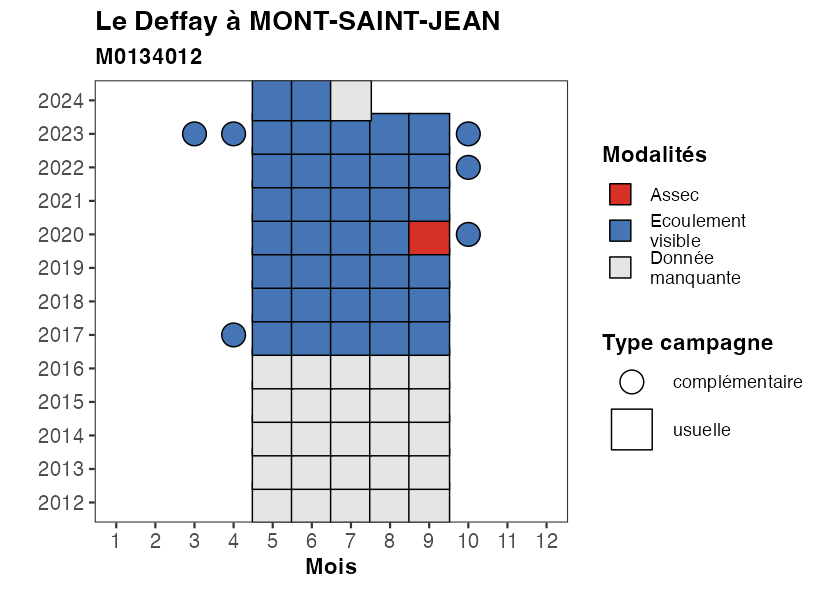 Le Deffay à MONT-SAINT-JEAN
M0134012
2024
2023
2022
2021
2020
2019
2018
2017
2016
2015
2014
2013
2012
1 2 3 4 5 6 7 8 9 10 11 12
Mois
Modalités
Assec
Ecoulement
visible
Donnée
manquante
Type campagne
complémentaire
usuelle